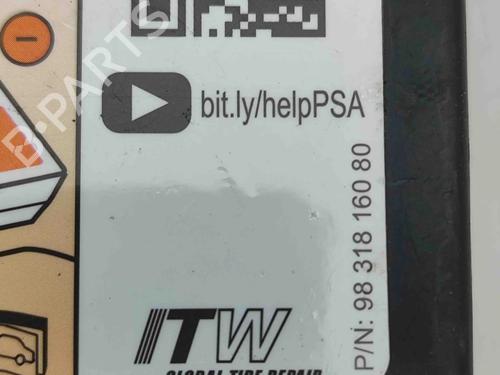 bit.ly/helpPSA
P/N: 98 318 160 80
ITW
GLOBAL TIRE REPAIR
B-PARTS